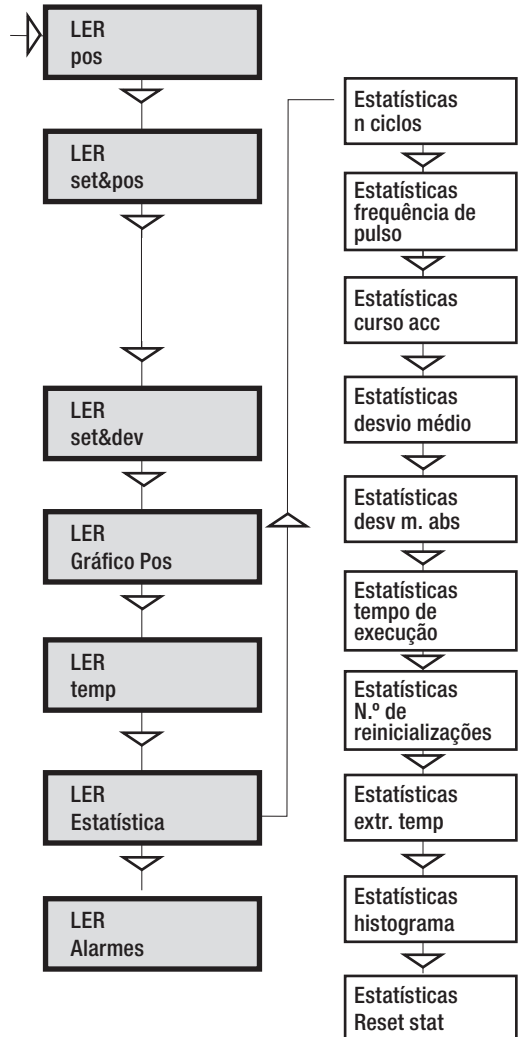 LER
pos
LER
set&pos
LER
set&dev
LER
Gráfico Pos
LER
temp
LER
Estatística
LER
Alarmes
Estatísticas
n ciclos
Estatísticas
frequência de
pulso
Estatísticas
curso acc
Estatísticas
desvio médio
Estatísticas
desv m. abs
Estatísticas
tempo de
execução
Estatísticas
N.º de
reinicializações
Estatísticas
extr. temp
Estatísticas
histograma
Estatísticas
Reset stat